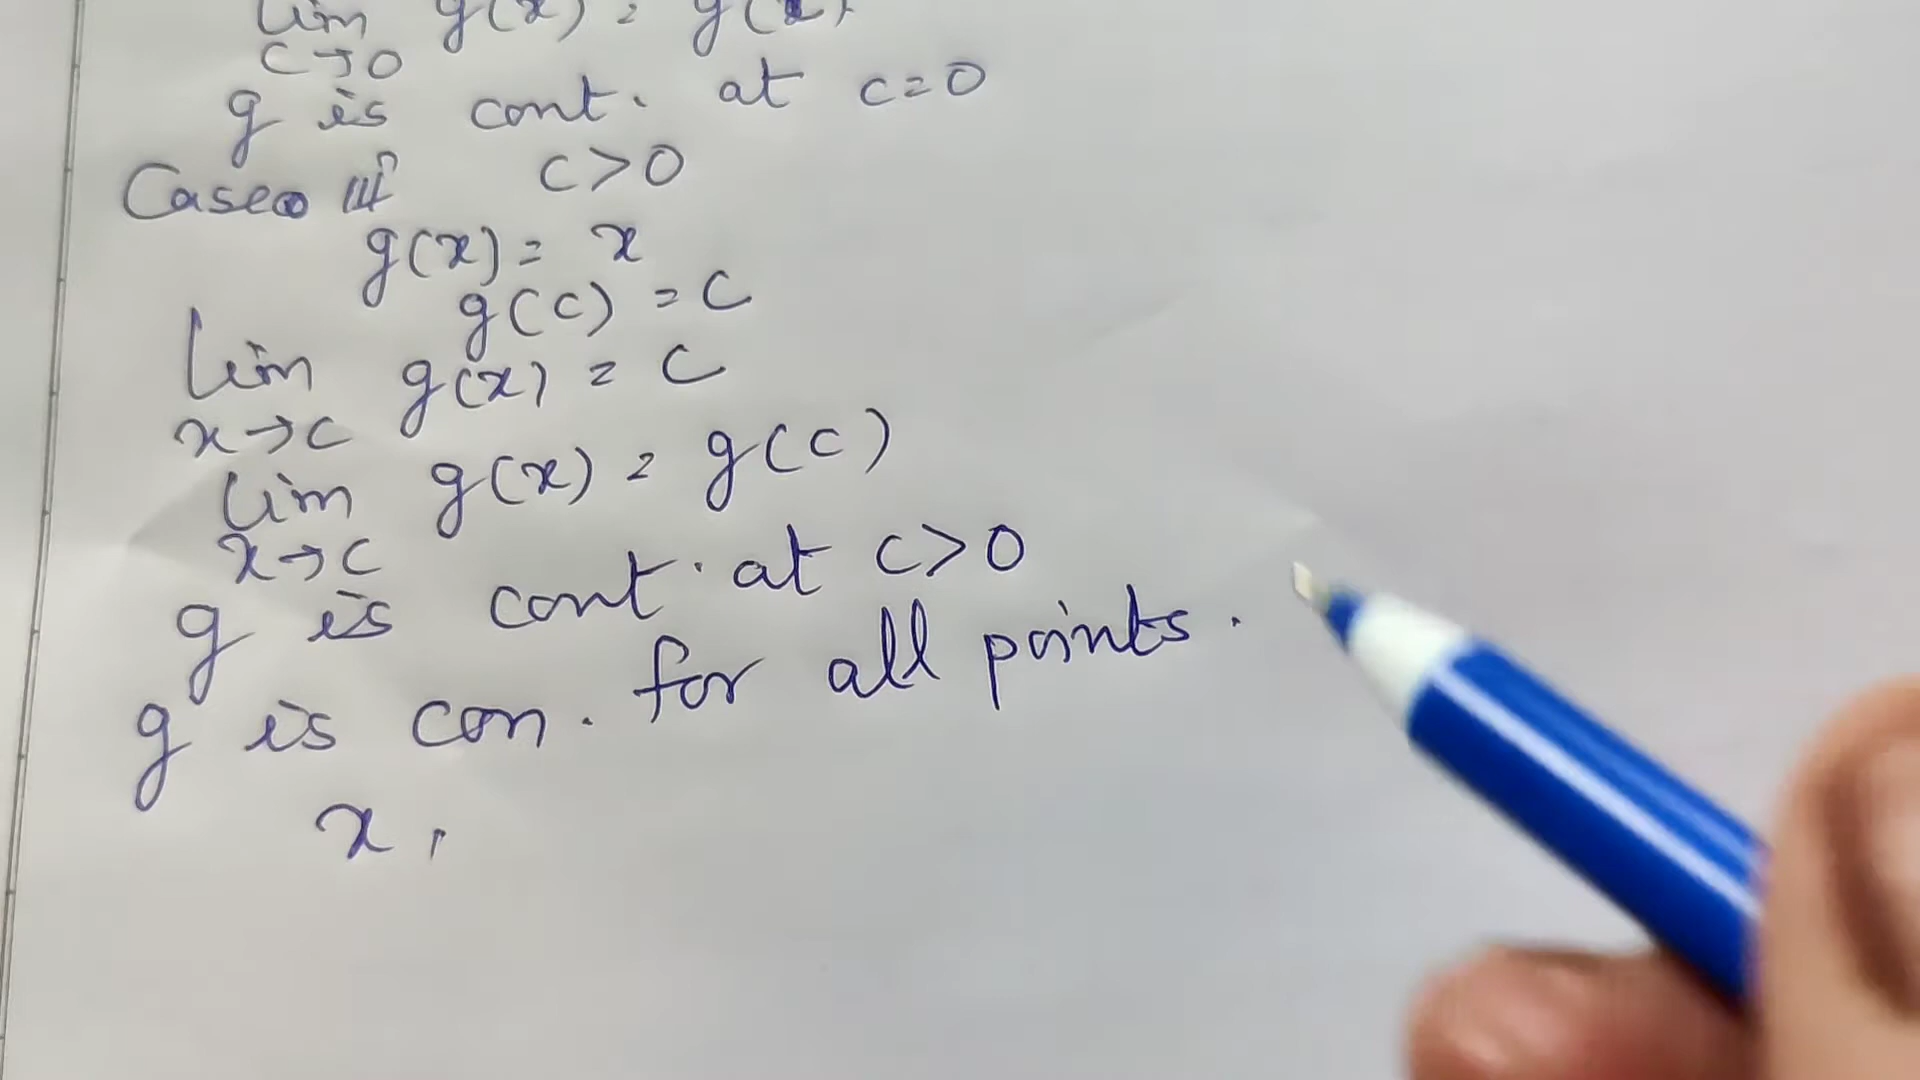 lim g(x) = g(x)
c→0
g is cont. at c=0
Case III c>0
g(x) = x
g(c) = c
lim g(x) = c
x→c
lim g(x) = g(c)
x→c
g is cont. at c>0
g is con. for all points.
x,